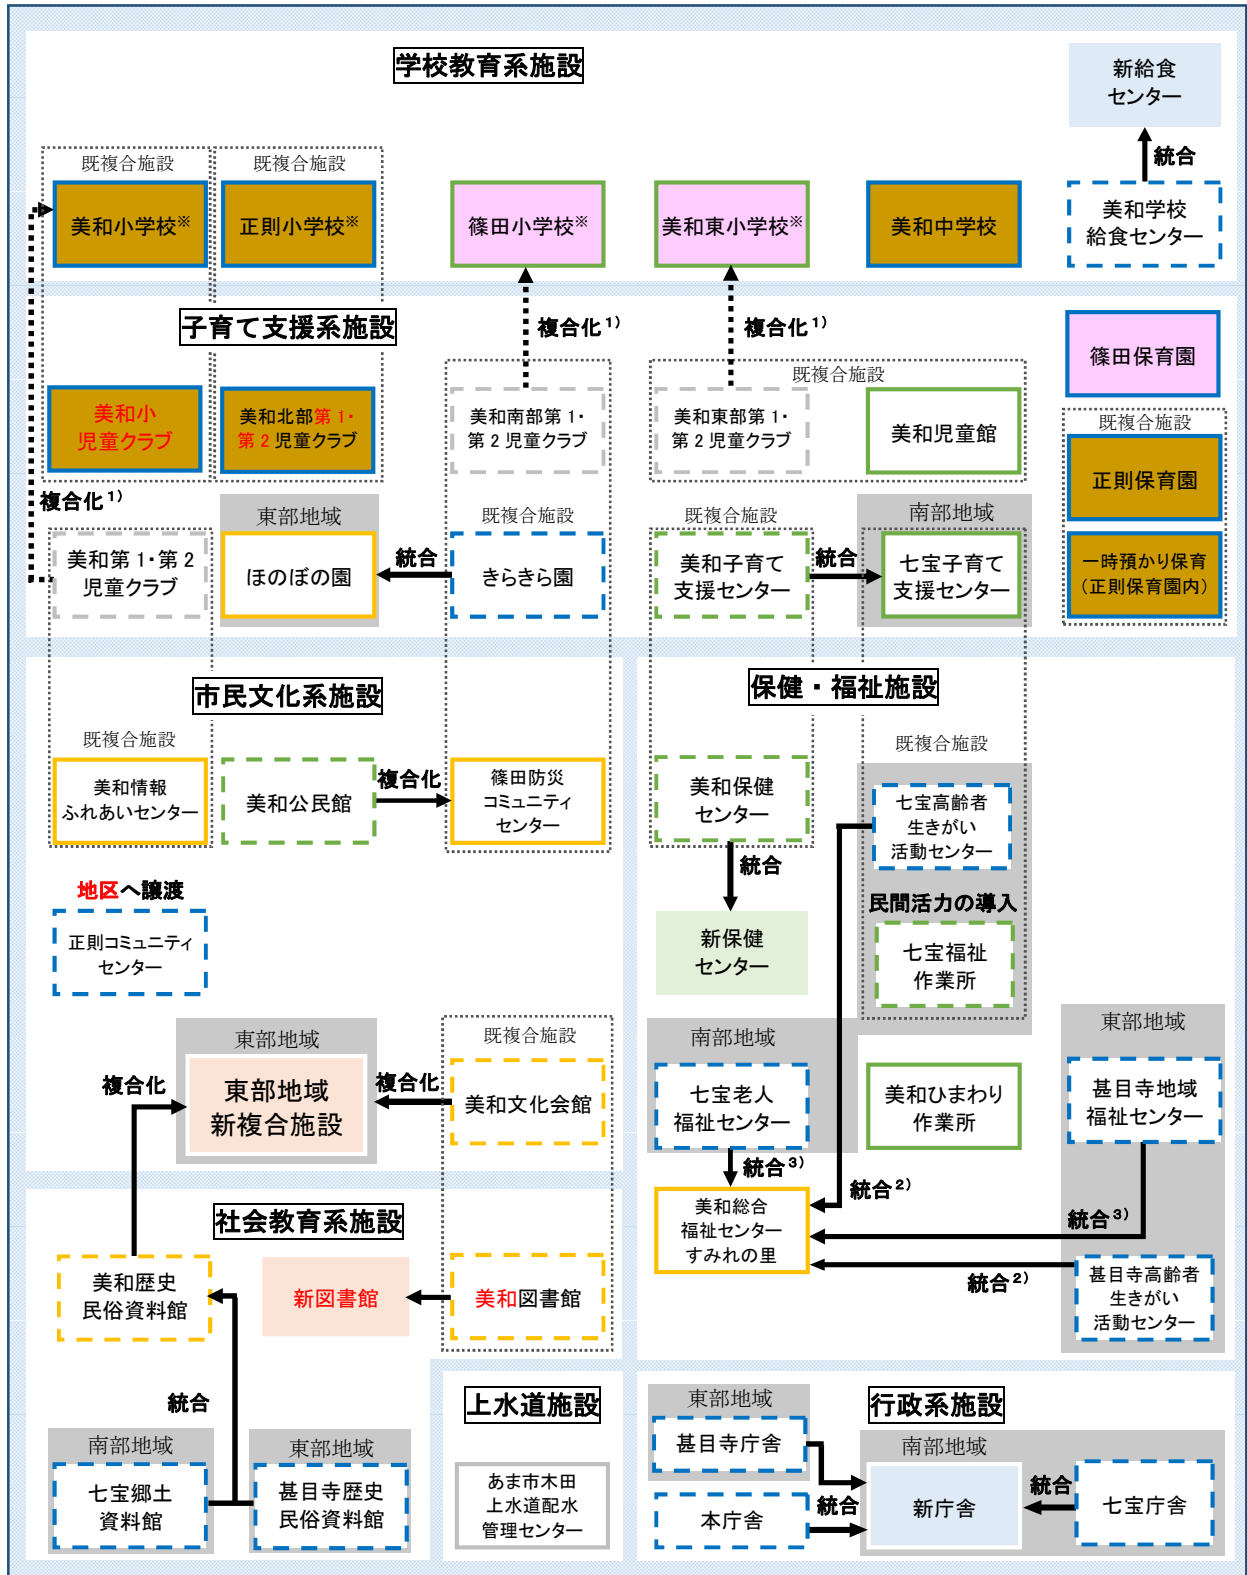 学校教育系施設
新給食
センター
統合
既複合施設
既複合施設
美和小学校※
正則小学校※
篠田小学校※
美和東小学校※
美和中学校
美和学校
給食センター
子育て支援系施設
複合化¹⁾
複合化¹⁾
篠田保育園
既複合施設
美和小
児童クラブ
美和北部第1・
第2児童クラブ
美和南部第1・
第2児童クラブ
美和東部第1・
第2児童クラブ
美和児童館
既複合施設
正則保育園
一時預かり保育
(正則保育園内)
複合化¹⁾
美和第1・第2
児童クラブ
東部地域
ほのぼの園
統合
既複合施設
きらきら園
既複合施設
美和子育て
支援センター
統合
南部地域
七宝子育て
支援センター
市民文化系施設
既複合施設
美和情報
ふれあいセンター
美和公民館
複合化
篠田防災
コミュニティ
センター
地区へ譲渡
正則コミュニティ
センター
東部地域
東部地域
新複合施設
複合化
複合化
既複合施設
美和文化会館
保健・福祉施設
美和保健
センター
統合
新保健
センター
既複合施設
七宝高齢者
生きがい
活動センター
民間活力の導入
七宝福祉
作業所
南部地域
七宝老人
福祉センター
統合³⁾
美和ひまわり
作業所
東部地域
甚目寺地域
福祉センター
統合²⁾
美和総合
福祉センター
すみれの里
統合³⁾
統合²⁾
甚目寺高齢者
生きがい
活動センター
社会教育系施設
美和歴史
民俗資料館
新図書館
美和図書館
統合
南部地域
七宝郷土
資料館
東部地域
甚目寺歴史
民俗資料館
上水道施設
あま市木田
上水道配水
管理センター
行政系施設
東部地域
甚目寺庁舎
本庁舎
統合
南部地域
新庁舎
統合
七宝庁舎